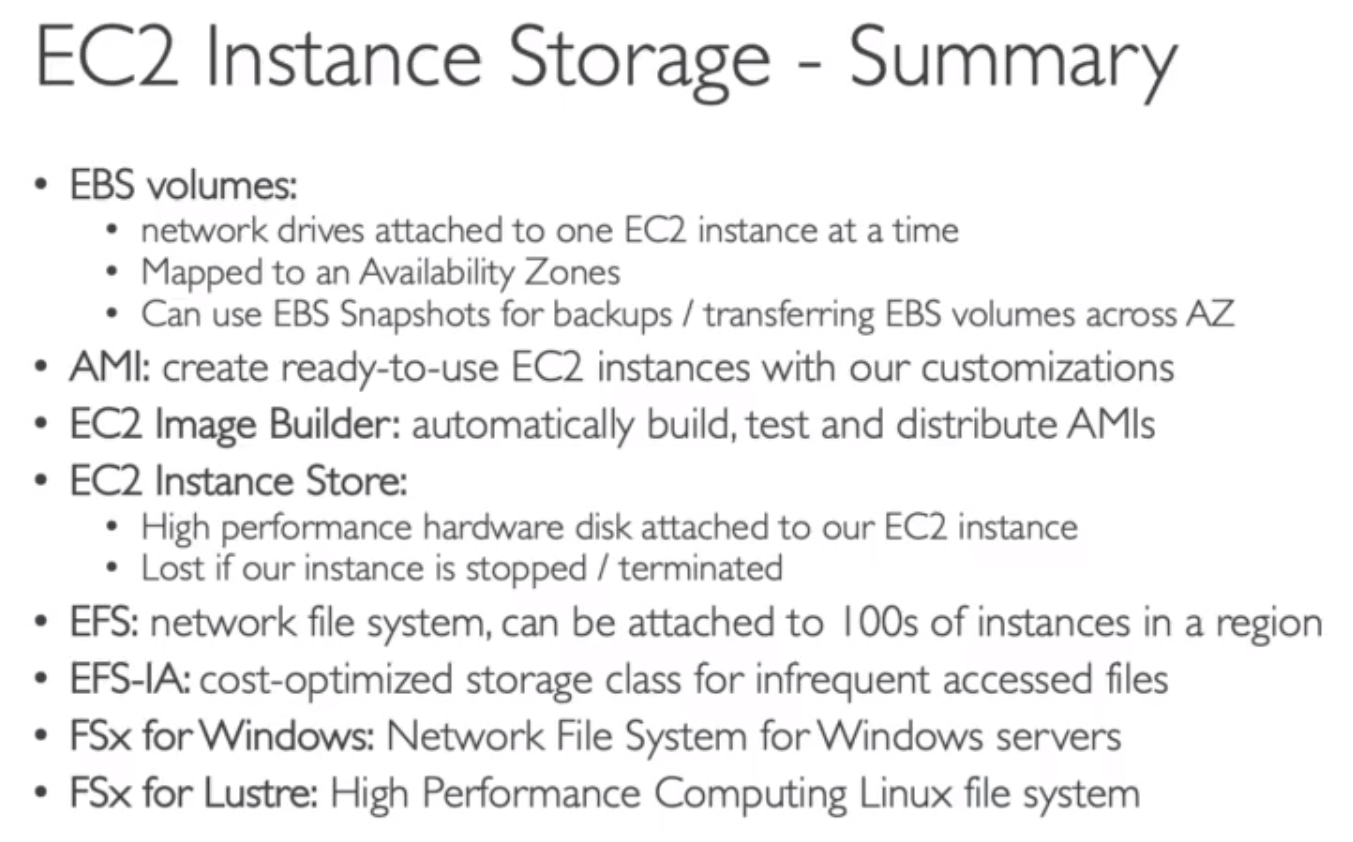 EC2 Instance Storage - Summary
• EBS volumes:
• network drives attached to one EC2 instance at a time
• Mapped to an Availability Zones
• Can use EBS Snapshots for backups / transferring EBS volumes across AZ
• AMI: create ready-to-use EC2 instances with our customizations
• EC2 Image Builder: automatically build, test and distribute AMIs
• EC2 Instance Store:
• High performance hardware disk attached to our EC2 instance
• Lost if our instance is stopped / terminated
• EFS: network file system, can be attached to 100s of instances in a region
• EFS-IA: cost-optimized storage class for infrequent accessed files
• FSx for Windows: Network File System for Windows servers
• FSx for Lustre: High Performance Computing Linux file system